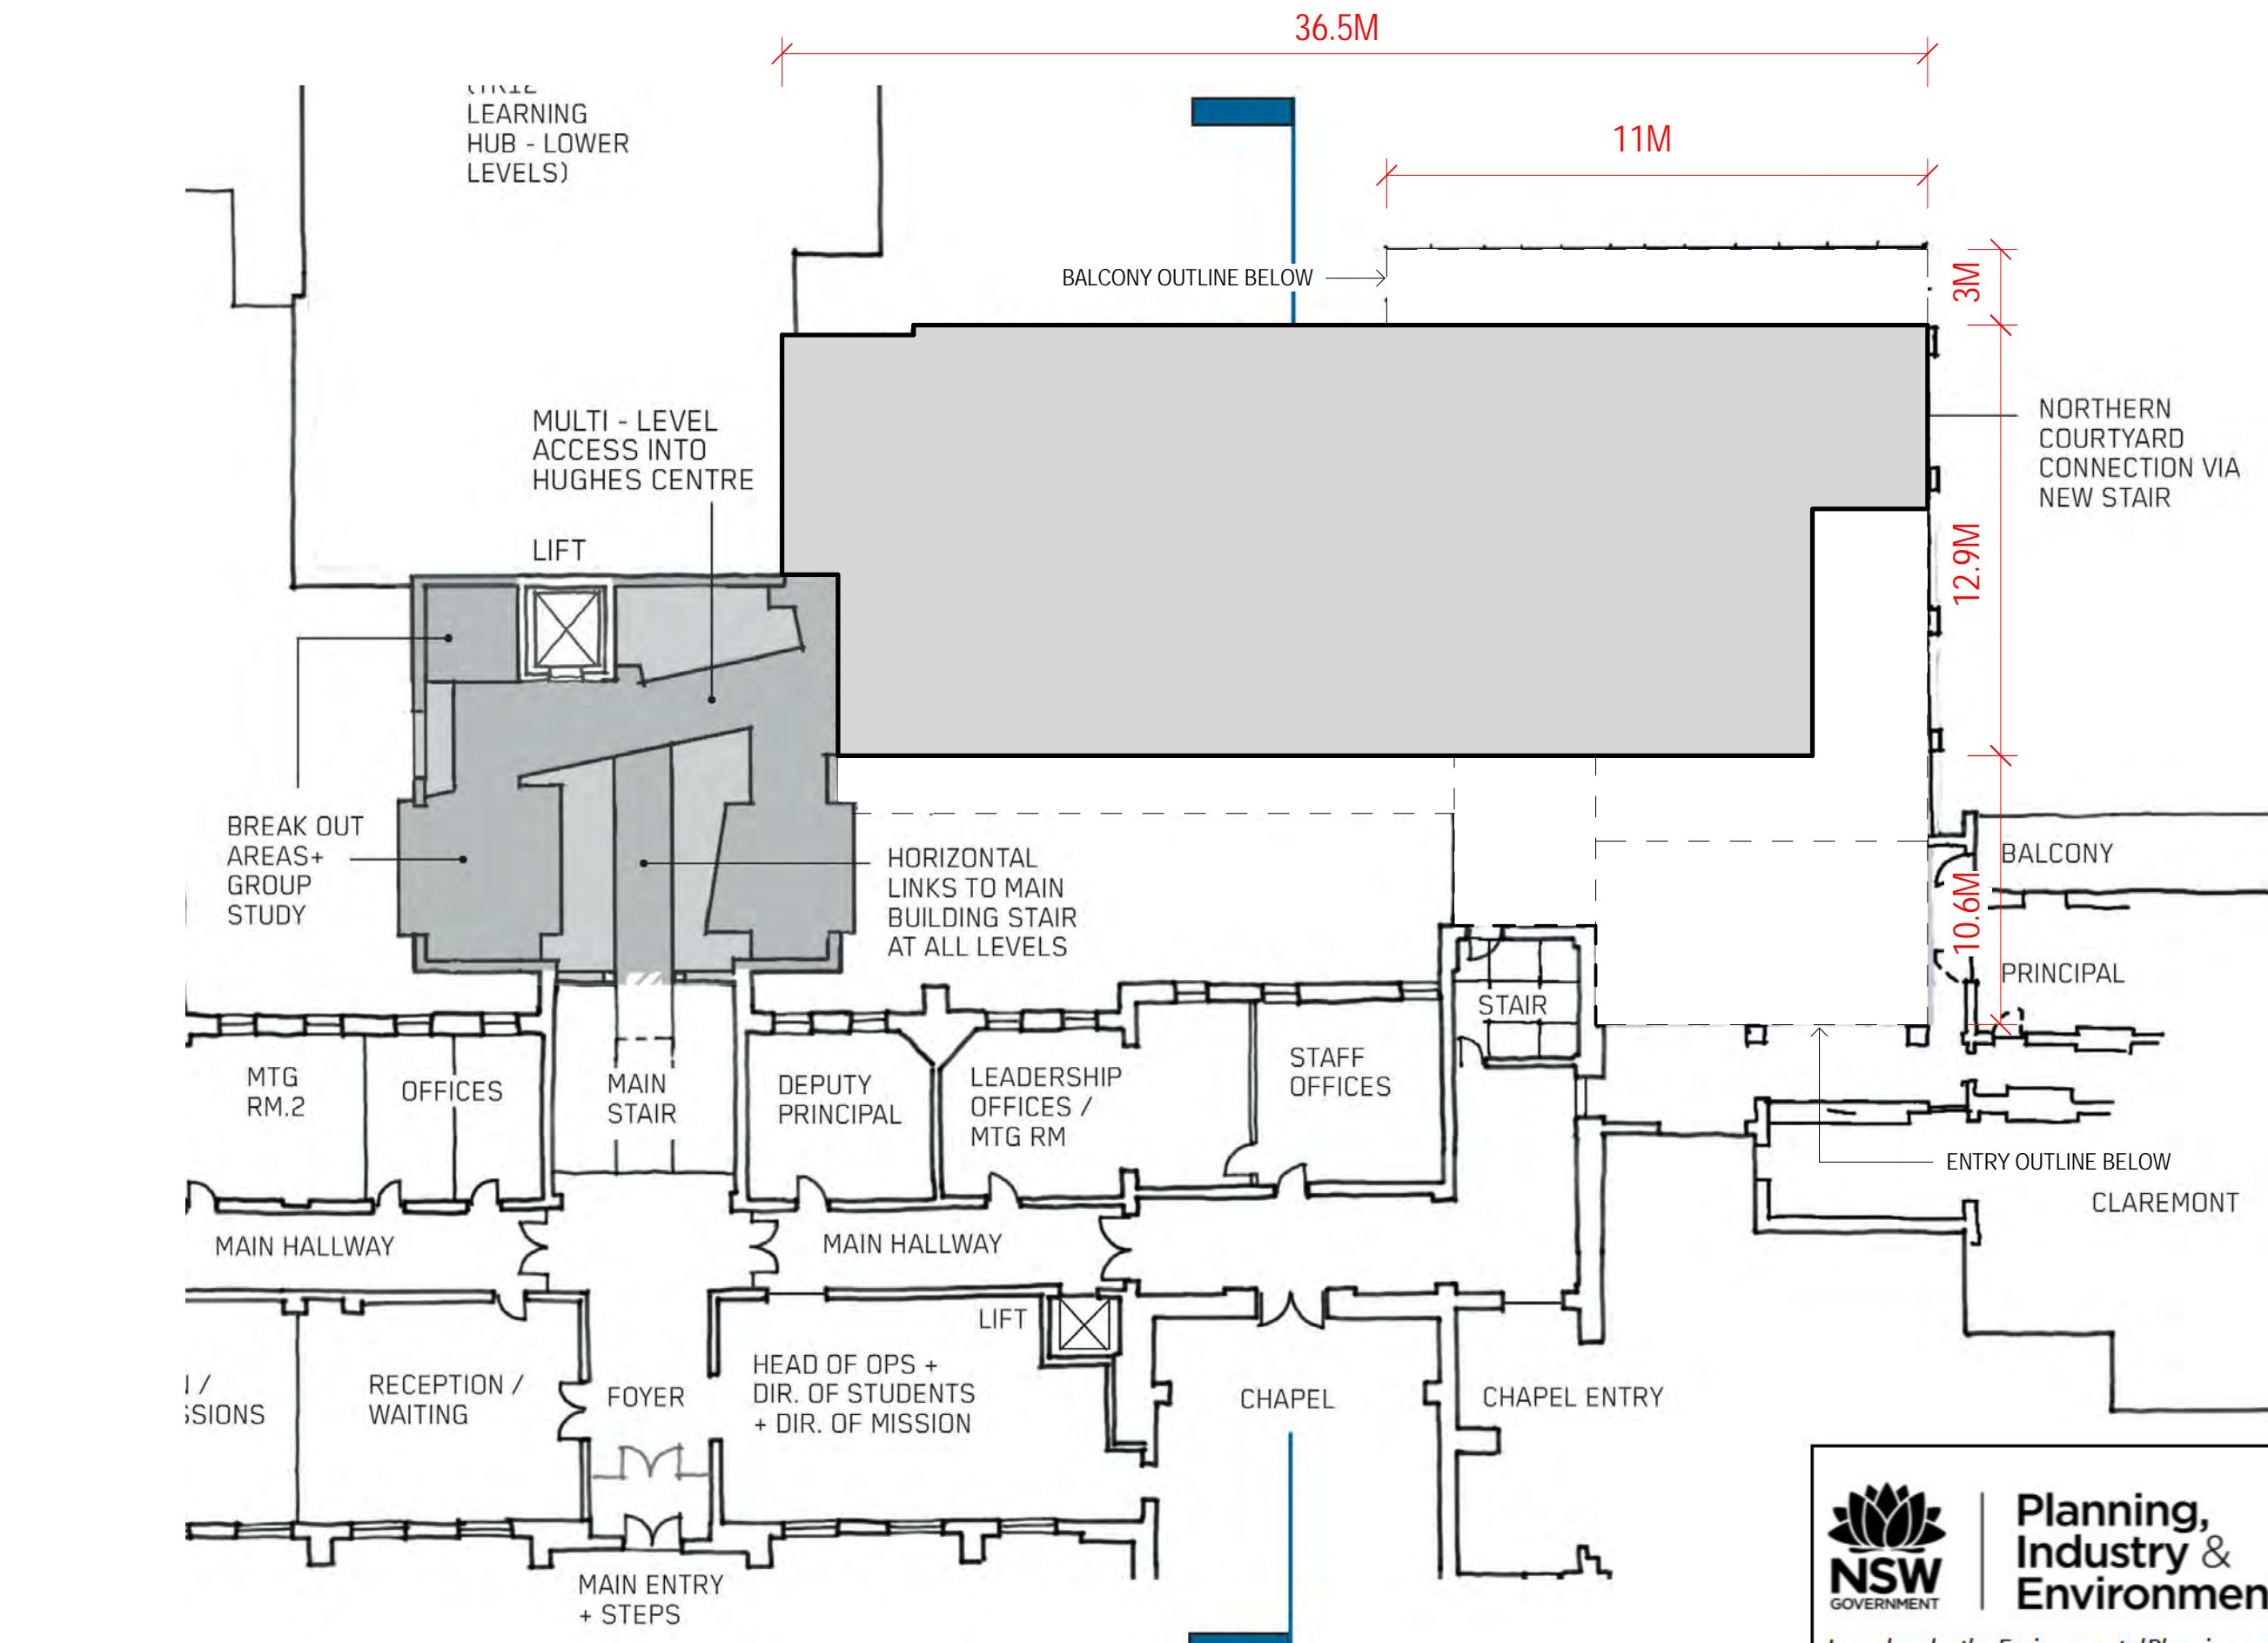 36.5M
11M
LEARNING
HUB - LOWER
LEVELS)
BALCONY OUTLINE BELOW
3M
MULTI - LEVEL
ACCESS INTO
HUGHES CENTRE
NORTHERN
COURTYARD
CONNECTION VIA
NEW STAIR
LIFT
12.9M
BREAK OUT
AREAS+
GROUP
STUDY
HORIZONTAL
LINKS TO MAIN
BUILDING STAIR
AT ALL LEVELS
BALCONY
10.6M
PRINCIPAL
STAIR
MTG
RM.2
OFFICES
MAIN
STAIR
DEPUTY
PRINCIPAL
LEADERSHIP
OFFICES /
MTG RM
STAFF
OFFICES
ENTRY OUTLINE BELOW
CLAREMONT
MAIN HALLWAY
MAIN HALLWAY
LIFT
/
SSIONS
RECEPTION /
WAITING
FOYER
HEAD OF OPS +
DIR. OF STUDENTS
+ DIR. OF MISSION
CHAPEL
CHAPEL ENTRY
MAIN ENTRY
+ STEPS
NSW
GOVERNMENT
Planning,
Industry &
Environmen